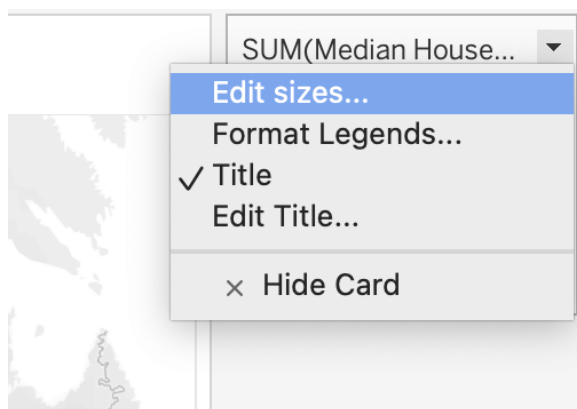 SUM(Median House...
Edit sizes...
Format Legends...
✓ Title
Edit Title...
× Hide Card